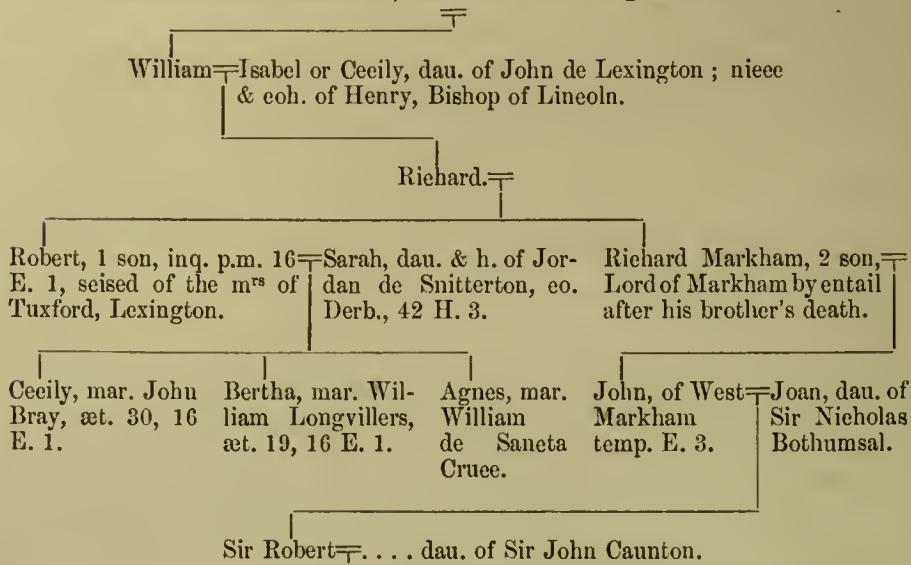 William=Isabel or Cecily, dau. of John de Lexington ; niece
& coh. of Henry, Bishop of Lincoln.
Richard.=
Robert, 1 son, inq. p.m. 16
E. 1, seised of the mrs of
Tuxford, Lexington.
=Sarah, dau. & h. of Jor-
dan de Snitterton, co.
Derb., 42 H. 3.
Richard Markham, 2 son,=
Lord of Markham by entail
after his brother's death.
Cecily, mar. John
Bray, æt. 30, 16
E. 1.
Bertha, mar. Wil-
liam Longvillers,
æt. 19, 16 E. 1.
Agnes, mar.
William
de Sancta
Cruce.
John, of West=
Markham
temp. E. 3.
Joan, dau. of
Sir Nicholas
Bothumsal.
Sir Robert=. . . . dau. of Sir John Caunton.